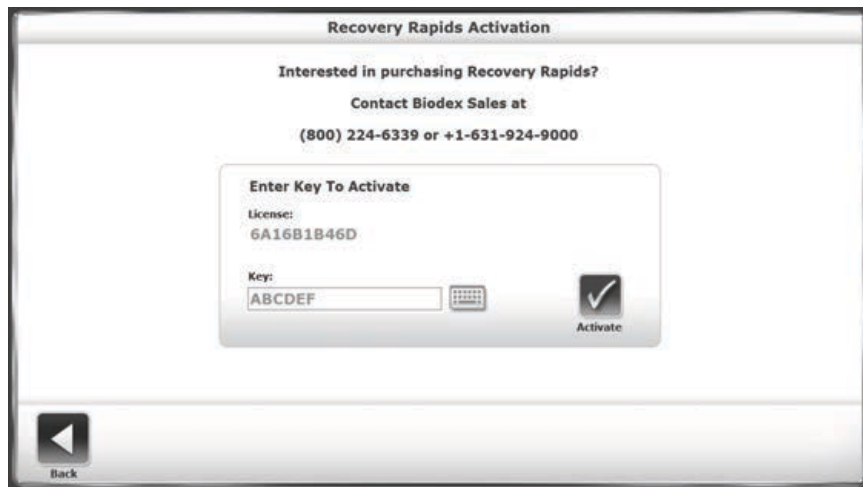 Recovery Rapids Activation
Interested in purchasing Recovery Rapids?
Contact Biodex Sales at
(800) 224-6339 or +1-631-924-9000
Enter Key To Activate
License:
6A16B1B46D
Key:
ABCDEF
Activate
Back